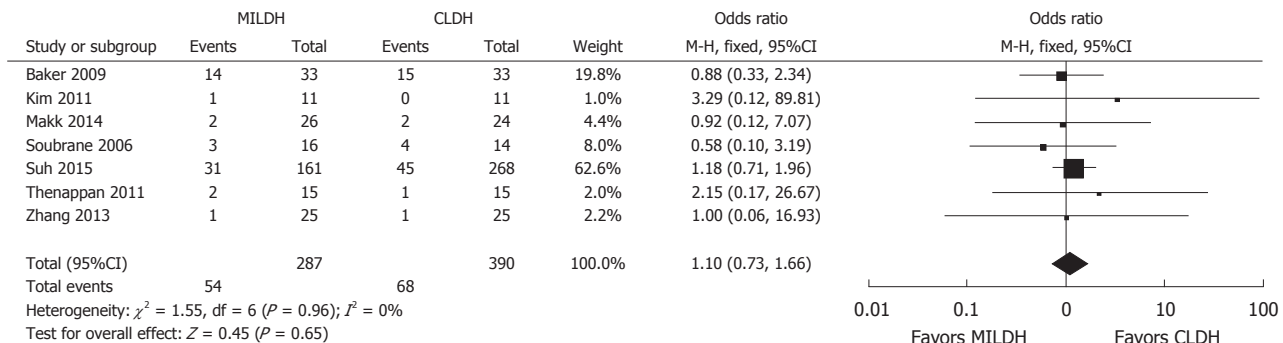 MILDH CLDH Odds ratio Odds ratio
Study or subgroup Events Total Events Total Weight M-H, fixed, 95%CI M-H, fixed, 95%CI
Baker 2009 14 33 15 33 19.8% 0.88 (0.33, 2.34)
Kim 2011 1 11 0 11 1.0% 3.29 (0.12, 89.81)
Makk 2014 2 26 2 24 4.4% 0.92 (0.12, 7.07)
Soubrane 2006 3 16 4 14 8.0% 0.58 (0.10, 3.19)
Suh 2015 31 161 45 268 62.6% 1.18 (0.71, 1.96)
Thenappan 2011 2 15 1 15 2.0% 2.15 (0.17, 26.67)
Zhang 2013 1 25 1 25 2.2% 1.00 (0.06, 16.93)
Total (95%CI) 287 390 100.0% 1.10 (0.73, 1.66)
Total events 54 68
Heterogeneity: χ² = 1.55, df = 6 (P = 0.96); I² = 0%
Test for overall effect: Z = 0.45 (P = 0.65)
0.01 0.1 0 10 100
Favors MILDH Favors CLDH